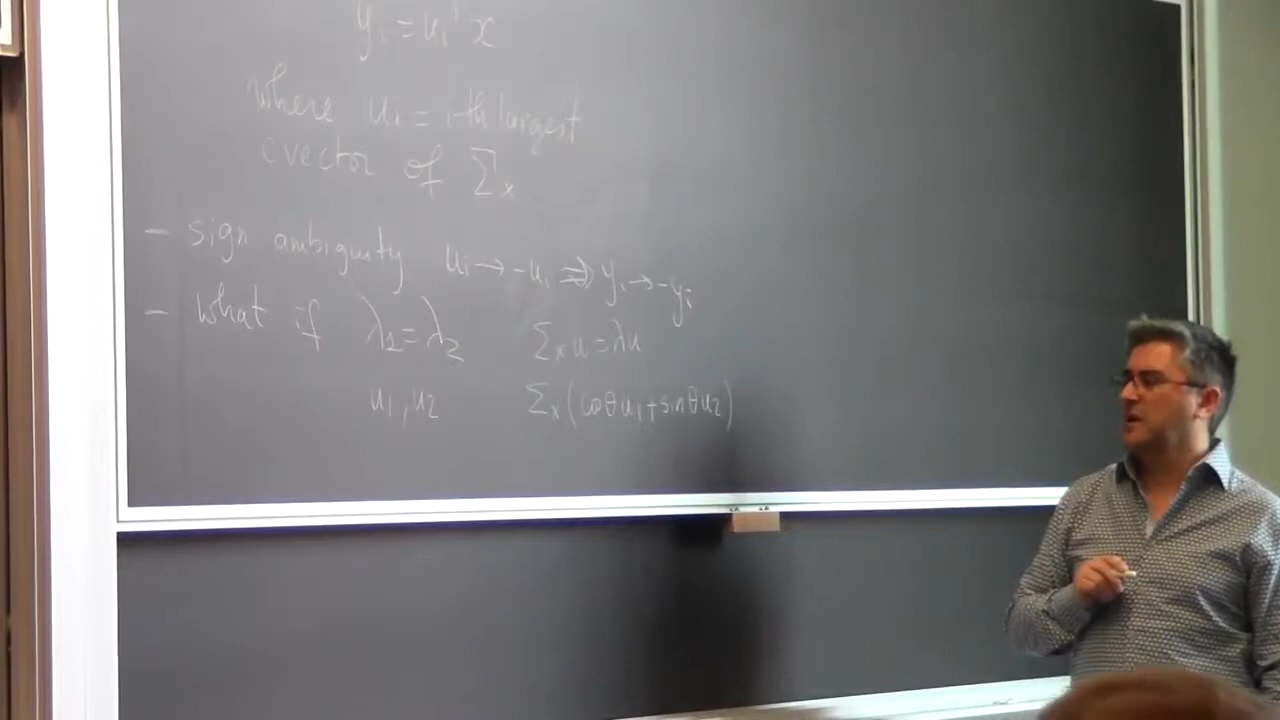 yᵢ = uᵢᵀx
where uᵢ = i-th largest
evector of Σₓ
- sign ambiguity uᵢ → -uᵢ ⇒ yᵢ → -yᵢ
- What if λ₁=λ₂ Σₓu=λu
u₁, u₂ Σₓ(cosθu₁+sinθu₂)